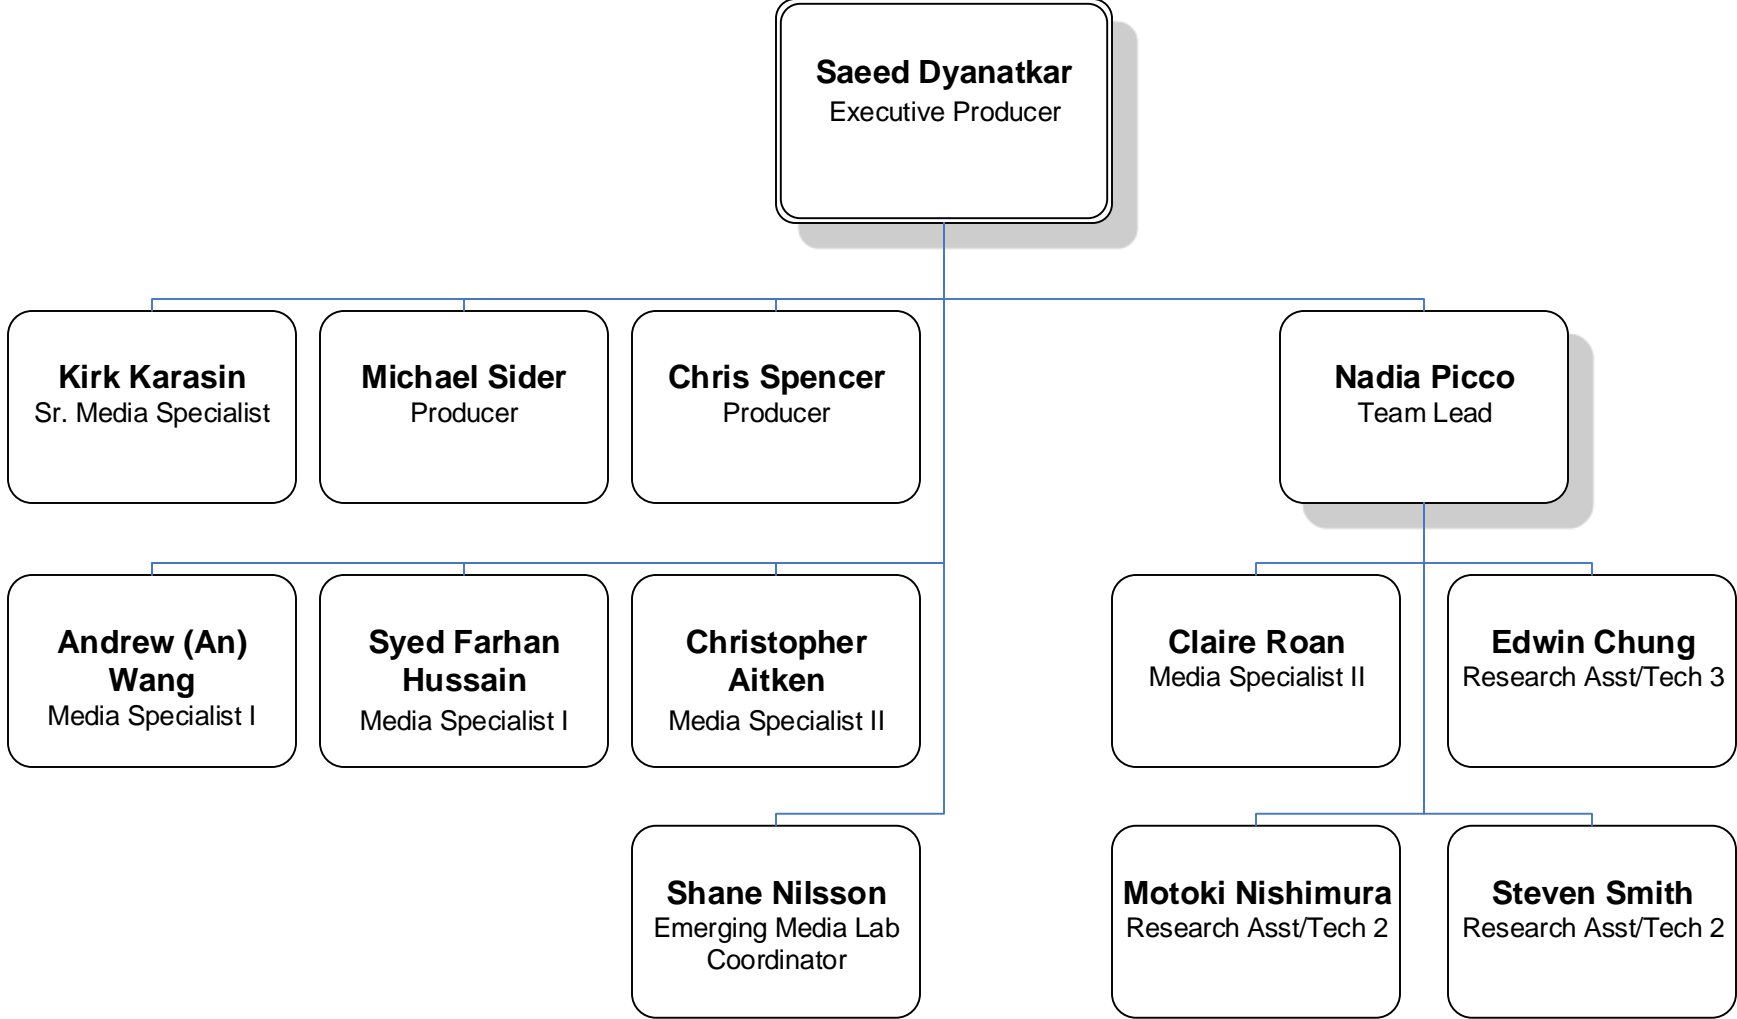 Saeed Dyanatkar
Executive Producer
Kirk Karasin
Sr. Media Specialist
Michael Sider
Producer
Chris Spencer
Producer
Nadia Picco
Team Lead
Andrew (An)
Wang
Media Specialist I
Syed Farhan
Hussain
Media Specialist I
Christopher
Aitken
Media Specialist II
Claire Roan
Media Specialist II
Edwin Chung
Research Asst/Tech 3
Shane Nilsson
Emerging Media Lab
Coordinator
Motoki Nishimura
Research Asst/Tech 2
Steven Smith
Research Asst/Tech 2